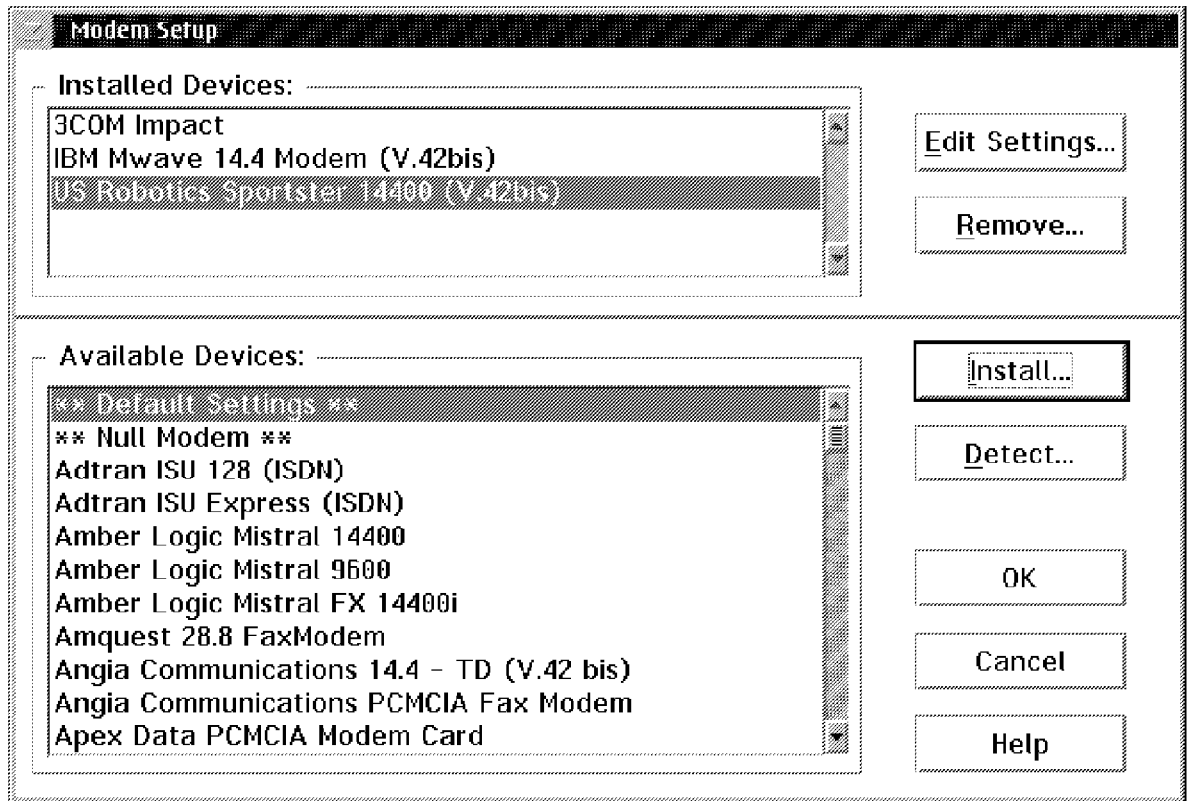 Modem Setup
Installed Devices:
3COM Impact
IBM Mwave 14.4 Modem (V.42bis)
US Robotics Sportster 14400 (V.42bis)
Edit Settings...
Remove...
Available Devices:
** Default Settings **
** Null Modem **
Adtran ISU 128 (ISDN)
Adtran ISU Express (ISDN)
Amber Logic Mistral 14400
Amber Logic Mistral 9600
Amber Logic Mistral FX 14400i
Amquest 28.8 FaxModem
Angia Communications 14.4 - TD (V.42 bis)
Angia Communications PCMCIA Fax Modem
Apex Data PCMCIA Modem Card
Install...
Detect...
OK
Cancel
Help